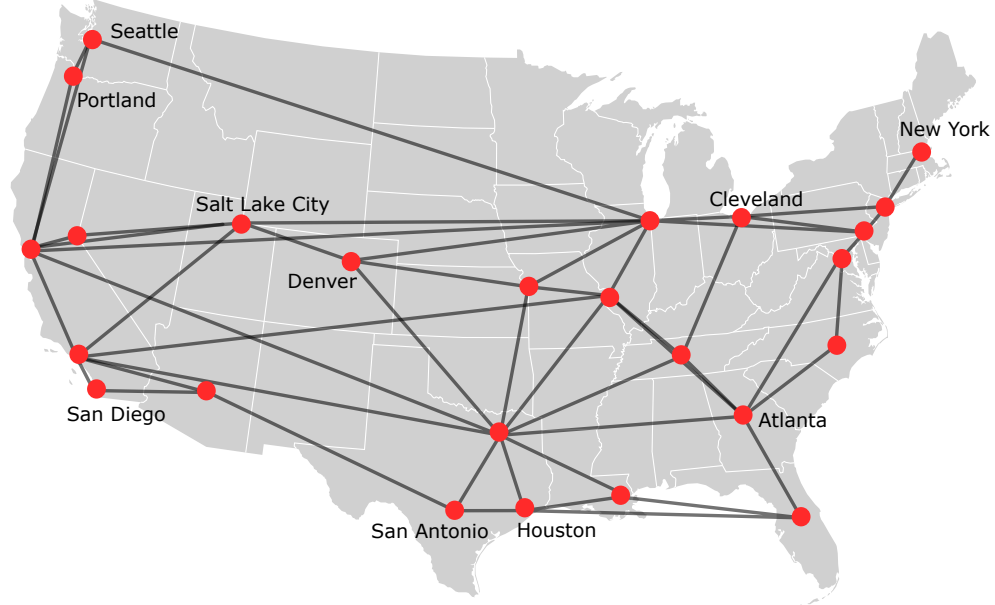 Seattle
Portland
New York
Salt Lake City
Cleveland
Denver
San Diego
Atlanta
San Antonio
Houston